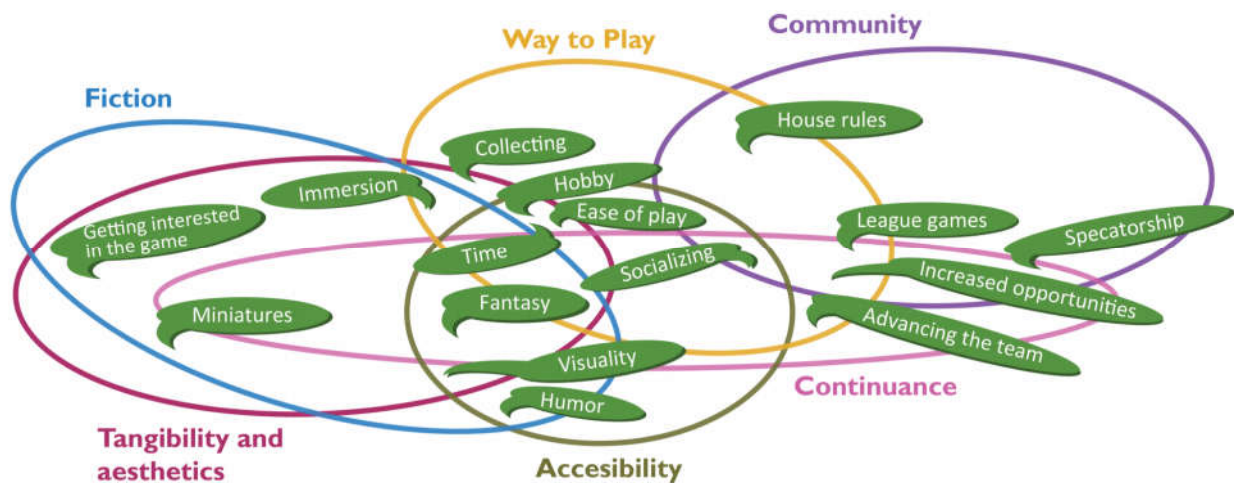 Way to Play
Community
Fiction
House rules
Collecting
Hobby
Immersion
Ease of play
Getting interested
in the game
League games
Specatorship
Time
Socializing
Increased opportunities
Fantasy
Miniatures
Advancing the team
Visuality
Continuance
Humor
Tangibility and
aesthetics
Accesibility